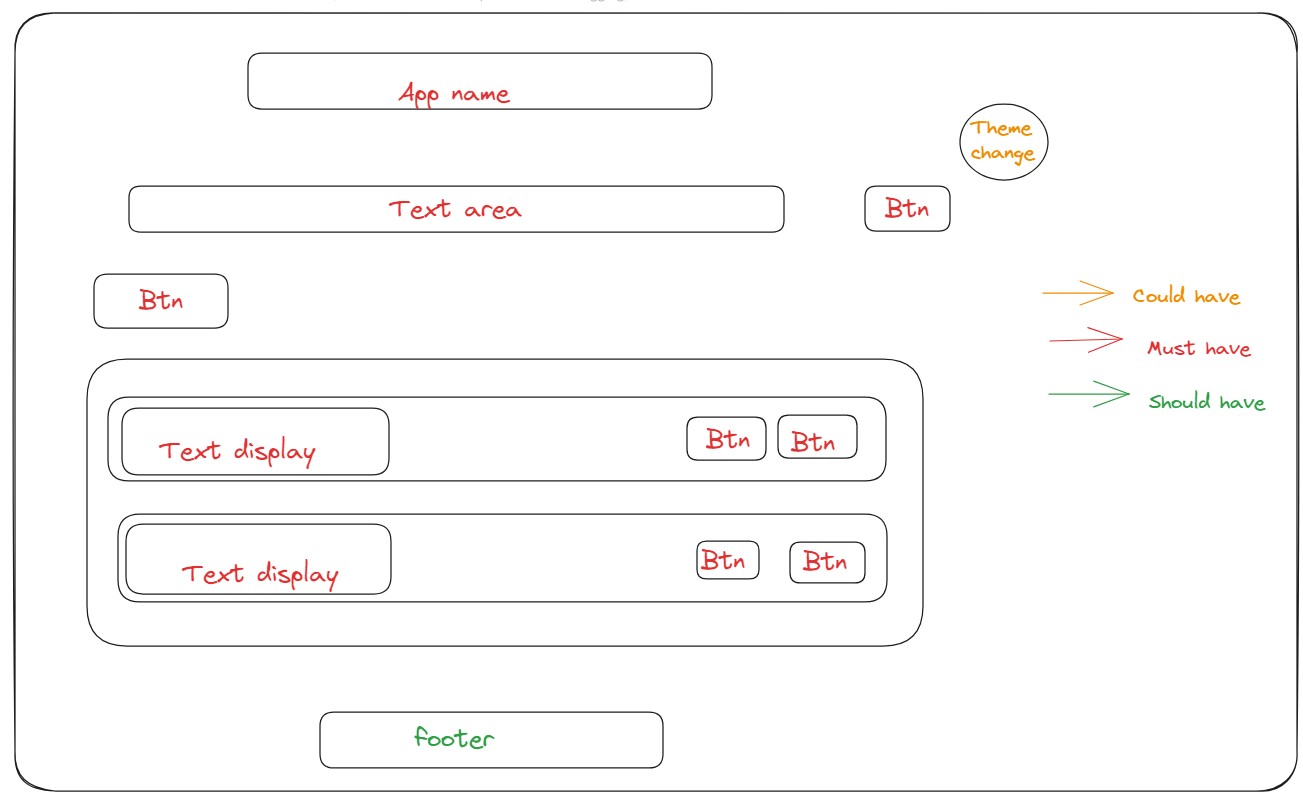 App name
Theme
change
Text area
Btn
Btn
Could have
Must have
Should have
Text display
Btn
Btn
Text display
Btn
Btn
footer